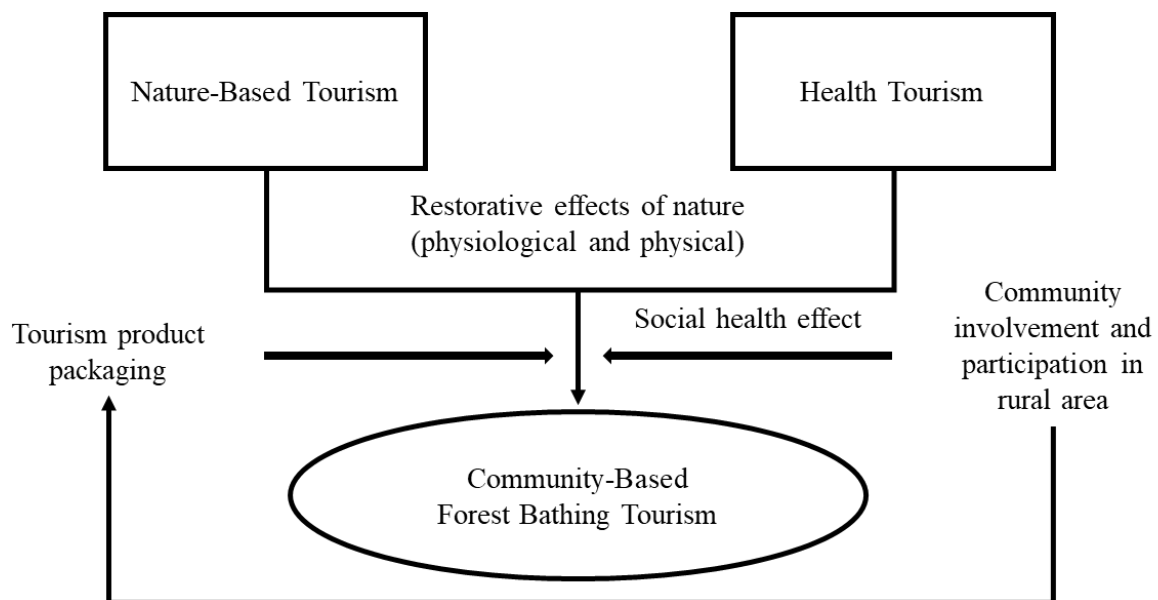 Nature-Based Tourism
Health Tourism
Restorative effects of nature
(physiological and physical)
Social health effect
Tourism product
packaging
Community
involvement and
participation in
rural area
Community-Based
Forest Bathing Tourism